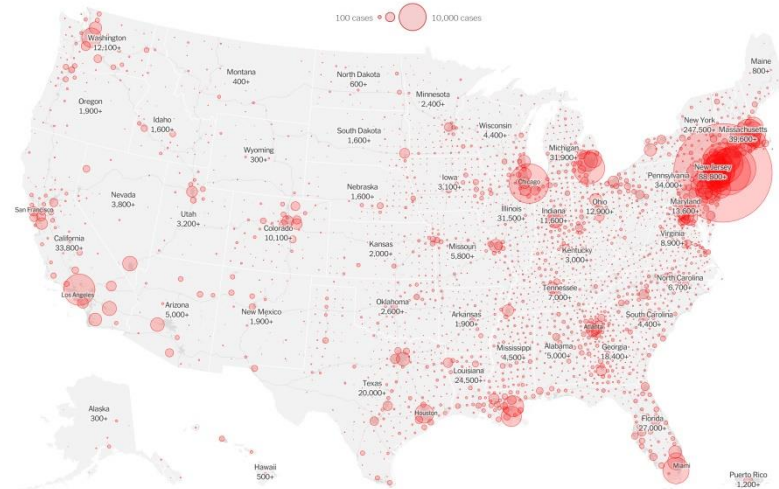 100 cases
10,000 cases
Washington
12,100+
Montana
400+
North Dakota
600+
Minnesota
2,400+
Maine
800+
Oregon
1,900+
Idaho
1,600+
Wyoming
300+
South Dakota
1,600+
Wisconsin
4,400+
Michigan
31,900+
New York
247,500+
Massachusetts
39,600+
New Jersey
88,600+
Pennsylvania
34,000+
Maryland
13,600+
San Francisco
Nevada
3,800+
Utah
3,200+
Colorado
10,100+
Nebraska
1,600+
Iowa
3,100+
Chicago
Illinois
31,500+
Indiana
11,600+
Ohio
12,900+
California
33,800+
Kansas
2,000+
Missouri
5,800+
Kentucky
3,000+
Virginia
8,900+
Los Angeles
Arizona
5,000+
New Mexico
1,900+
Oklahoma
2,600+
Arkansas
1,900+
Tennessee
7,000+
North Carolina
6,700+
South Carolina
4,400+
Atlanta
Mississippi
4,500+
Alabama
5,000+
Georgia
18,400+
Texas
20,000+
Louisiana
24,500+
Houston
Alaska
300+
Hawaii
500+
Florida
27,000+
Miami
Puerto Rico
1,200+